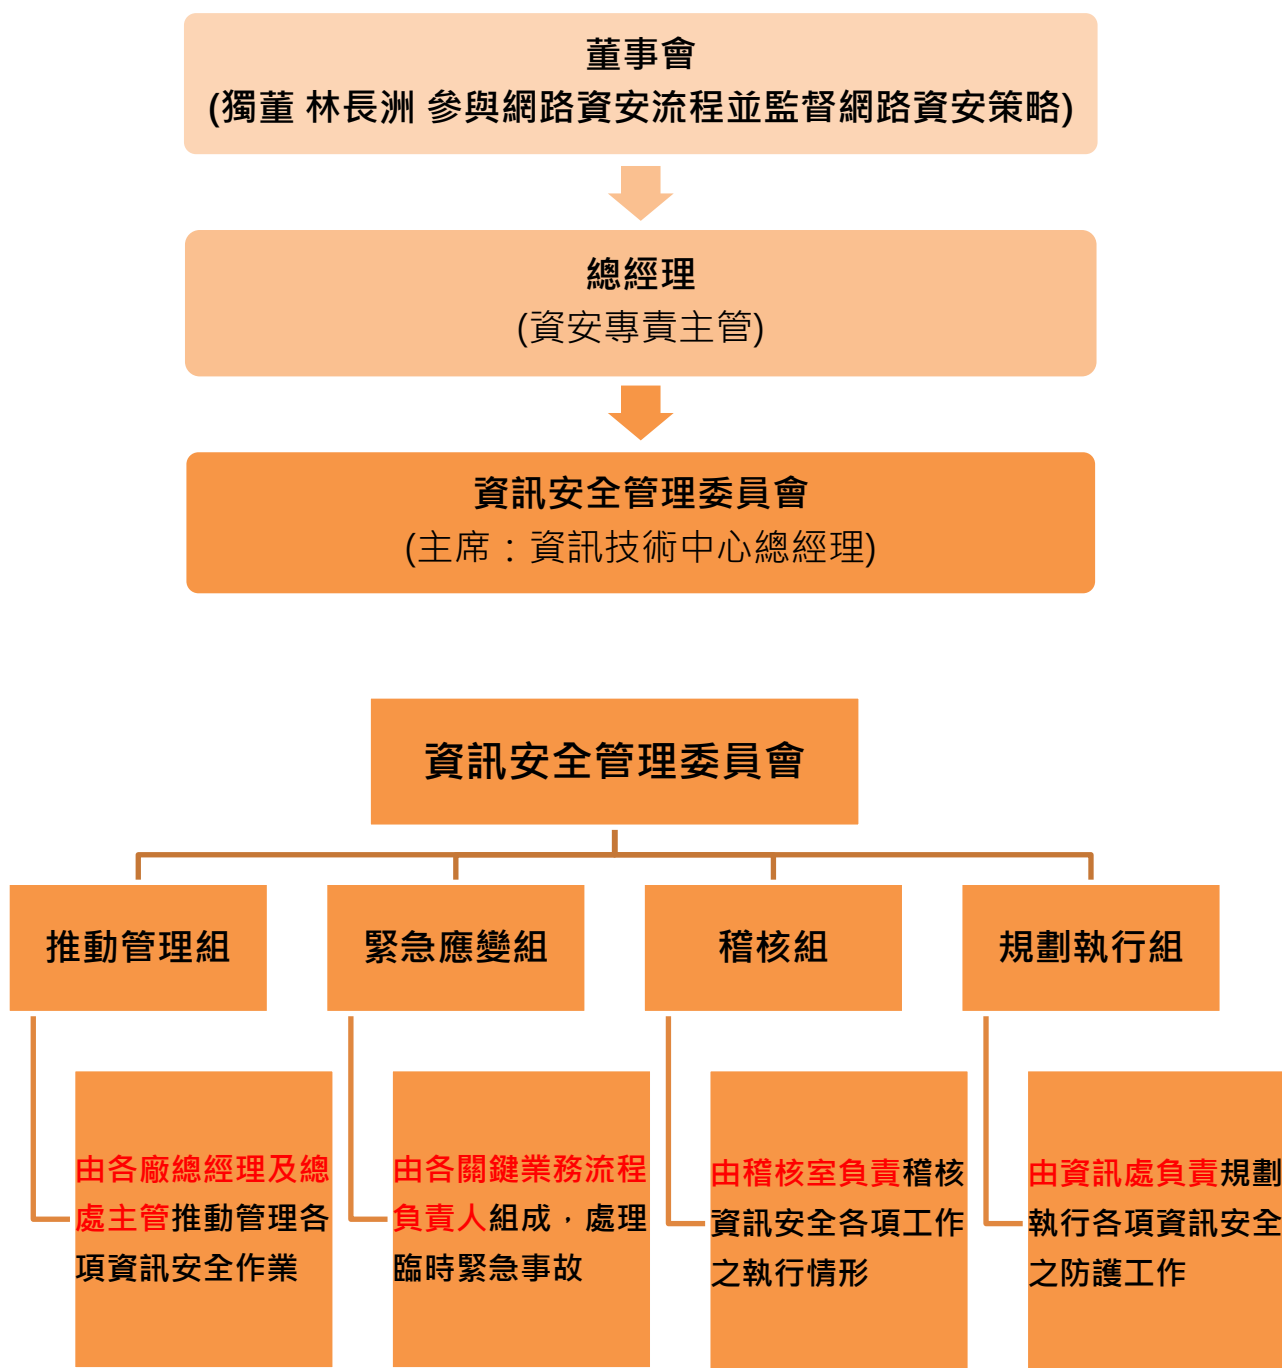 董事會
(獨董 林長洲 參與網路資安流程並監督網路資安策略)
總經理
(資安專責主管)
資訊安全管理委員會
(主席：資訊技術中心總經理)
資訊安全管理委員會
推動管理組
緊急應變組
稽核組
規劃執行組
由各廠總經理及總
處主管推動管理各
項資訊安全作業
由各關鍵業務流程
負責人組成，處理
臨時緊急事故
由稽核室負責稽核
資訊安全各項工作
之執行情形
由資訊處負責規劃
執行各項資訊安全
之防護工作